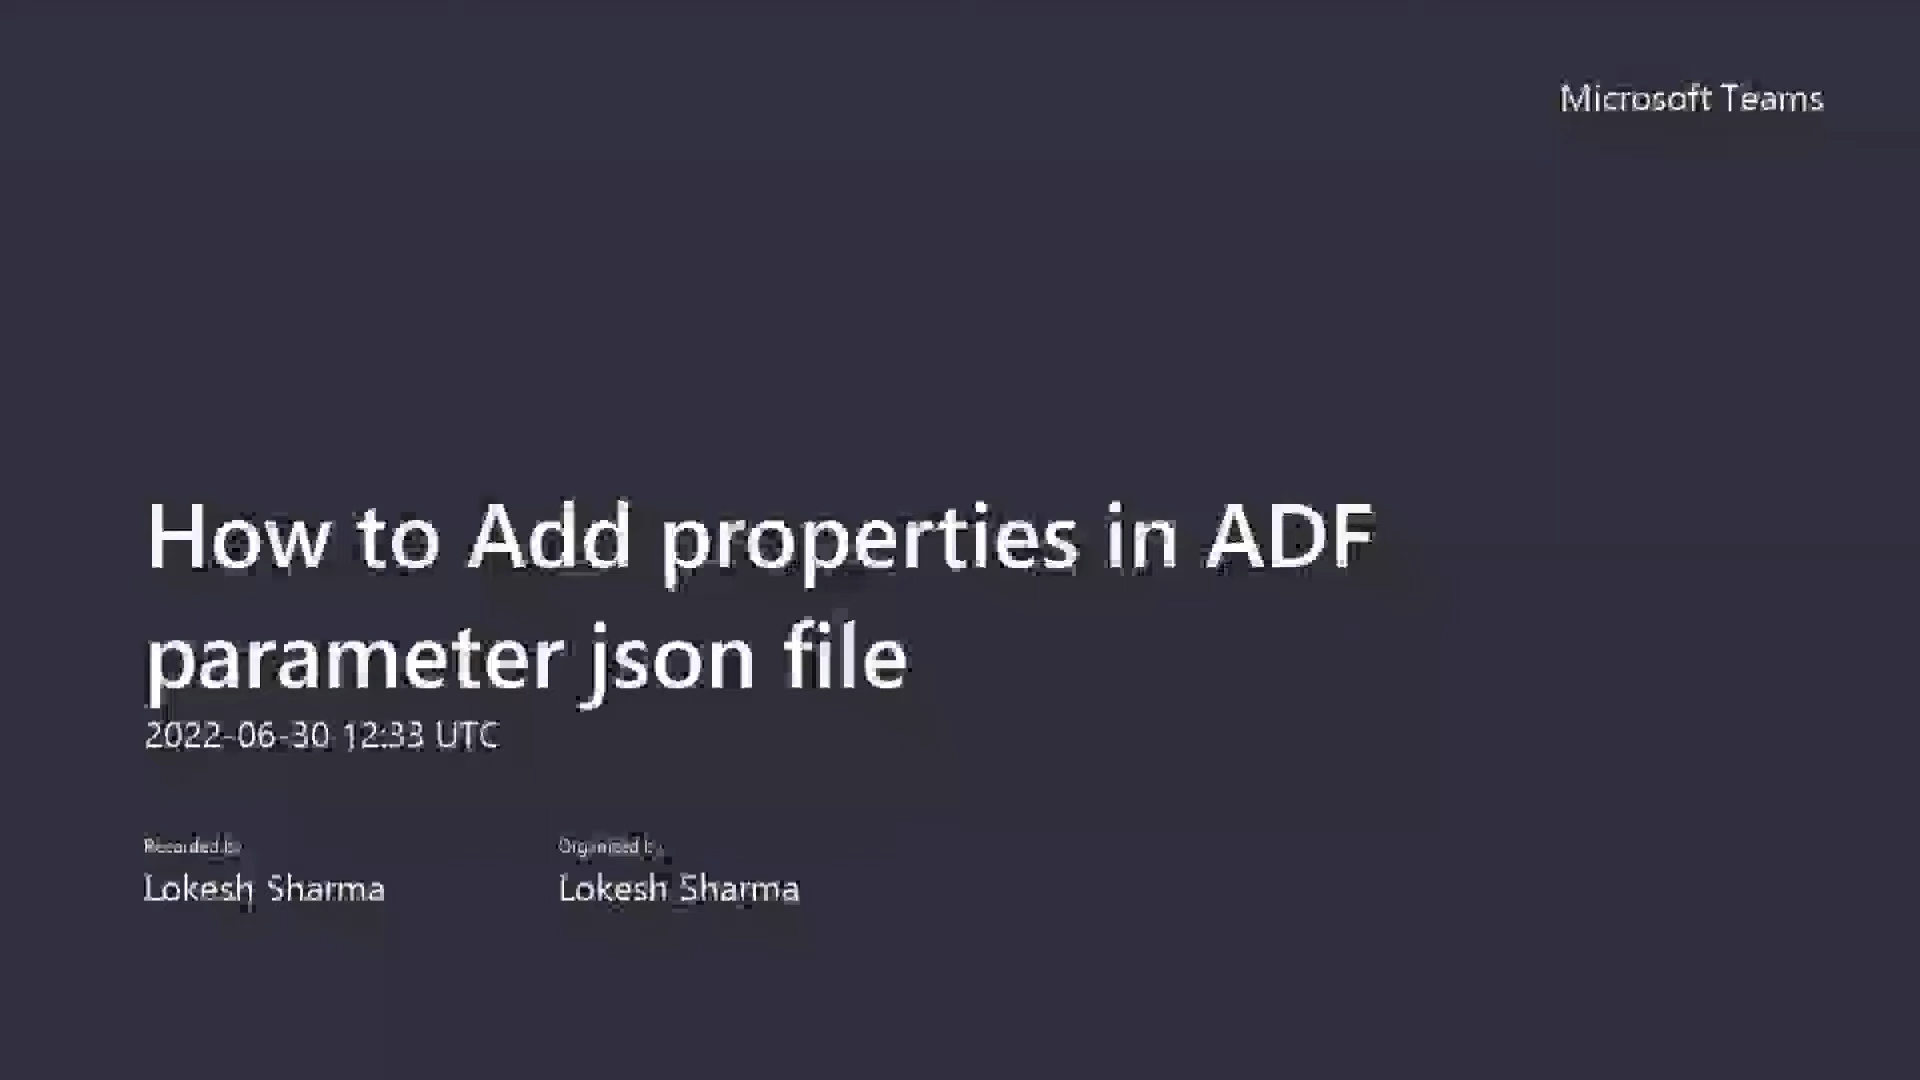 Microsoft Teams
How to Add properties in ADF
parameter json file
2022-06-30 12:33 UTC
Recorded by
Organized by
Lokesh Sharma
Lokesh Sharma